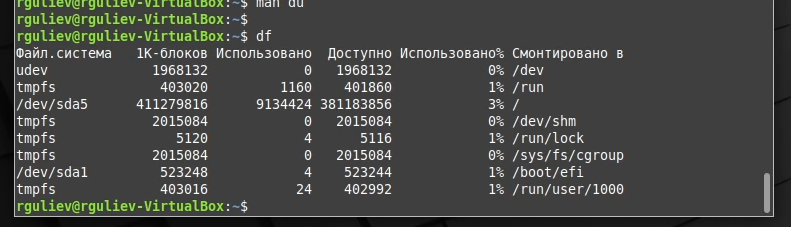 rguliev@rguliev-VirtualBox:~$ man du
rguliev@rguliev-VirtualBox:~$
rguliev@rguliev-VirtualBox:~$ df
Файл.система 1K-блоков Использовано Доступно Использовано% Смонтировано в
udev 1968132 0 1968132 0% /dev
tmpfs 403020 1160 401860 1% /run
/dev/sda5 411279816 9134424 381183856 3% /
tmpfs 2015084 0 2015084 0% /dev/shm
tmpfs 5120 4 5116 1% /run/lock
tmpfs 2015084 0 2015084 0% /sys/fs/cgroup
/dev/sda1 523248 4 523244 1% /boot/efi
tmpfs 403016 24 402992 1% /run/user/1000
rguliev@rguliev-VirtualBox:~$